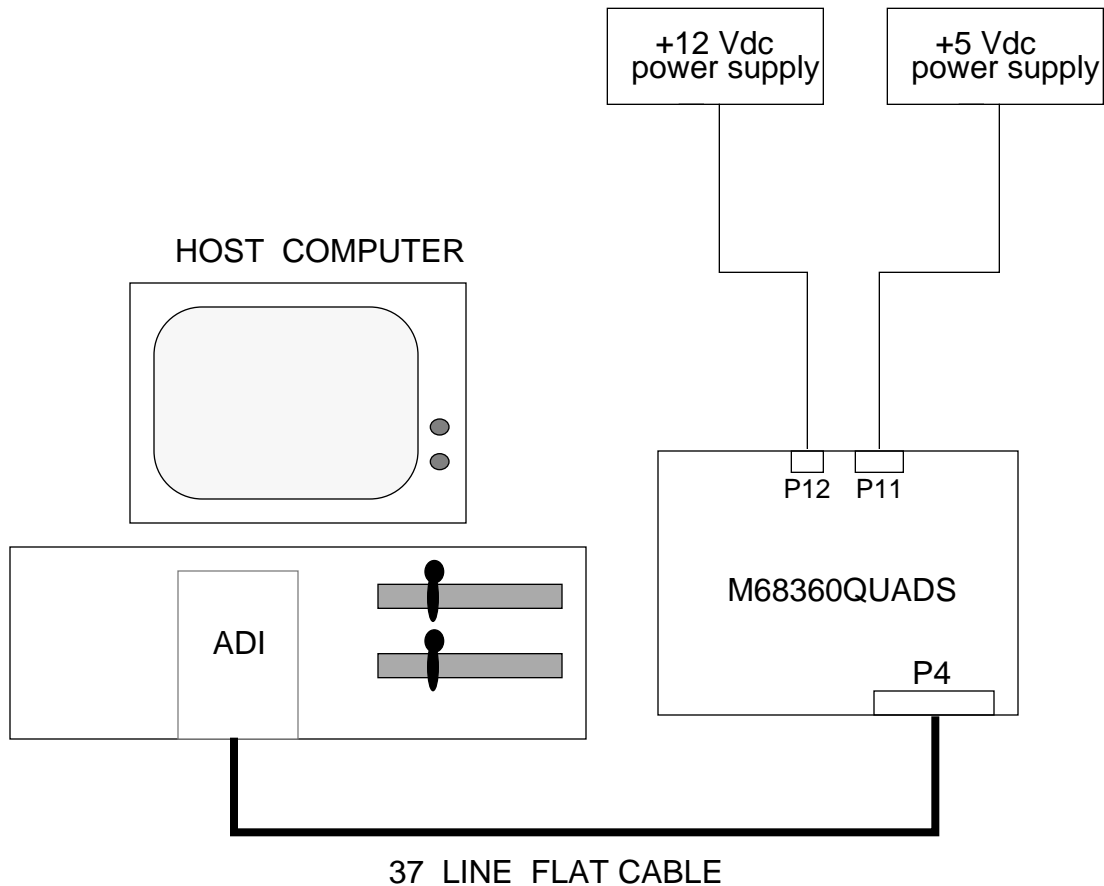 +12 Vdc
power supply
+5 Vdc
power supply
HOST COMPUTER
P12
P11
M68360QUADS
ADI
P4
37 LINE FLAT CABLE